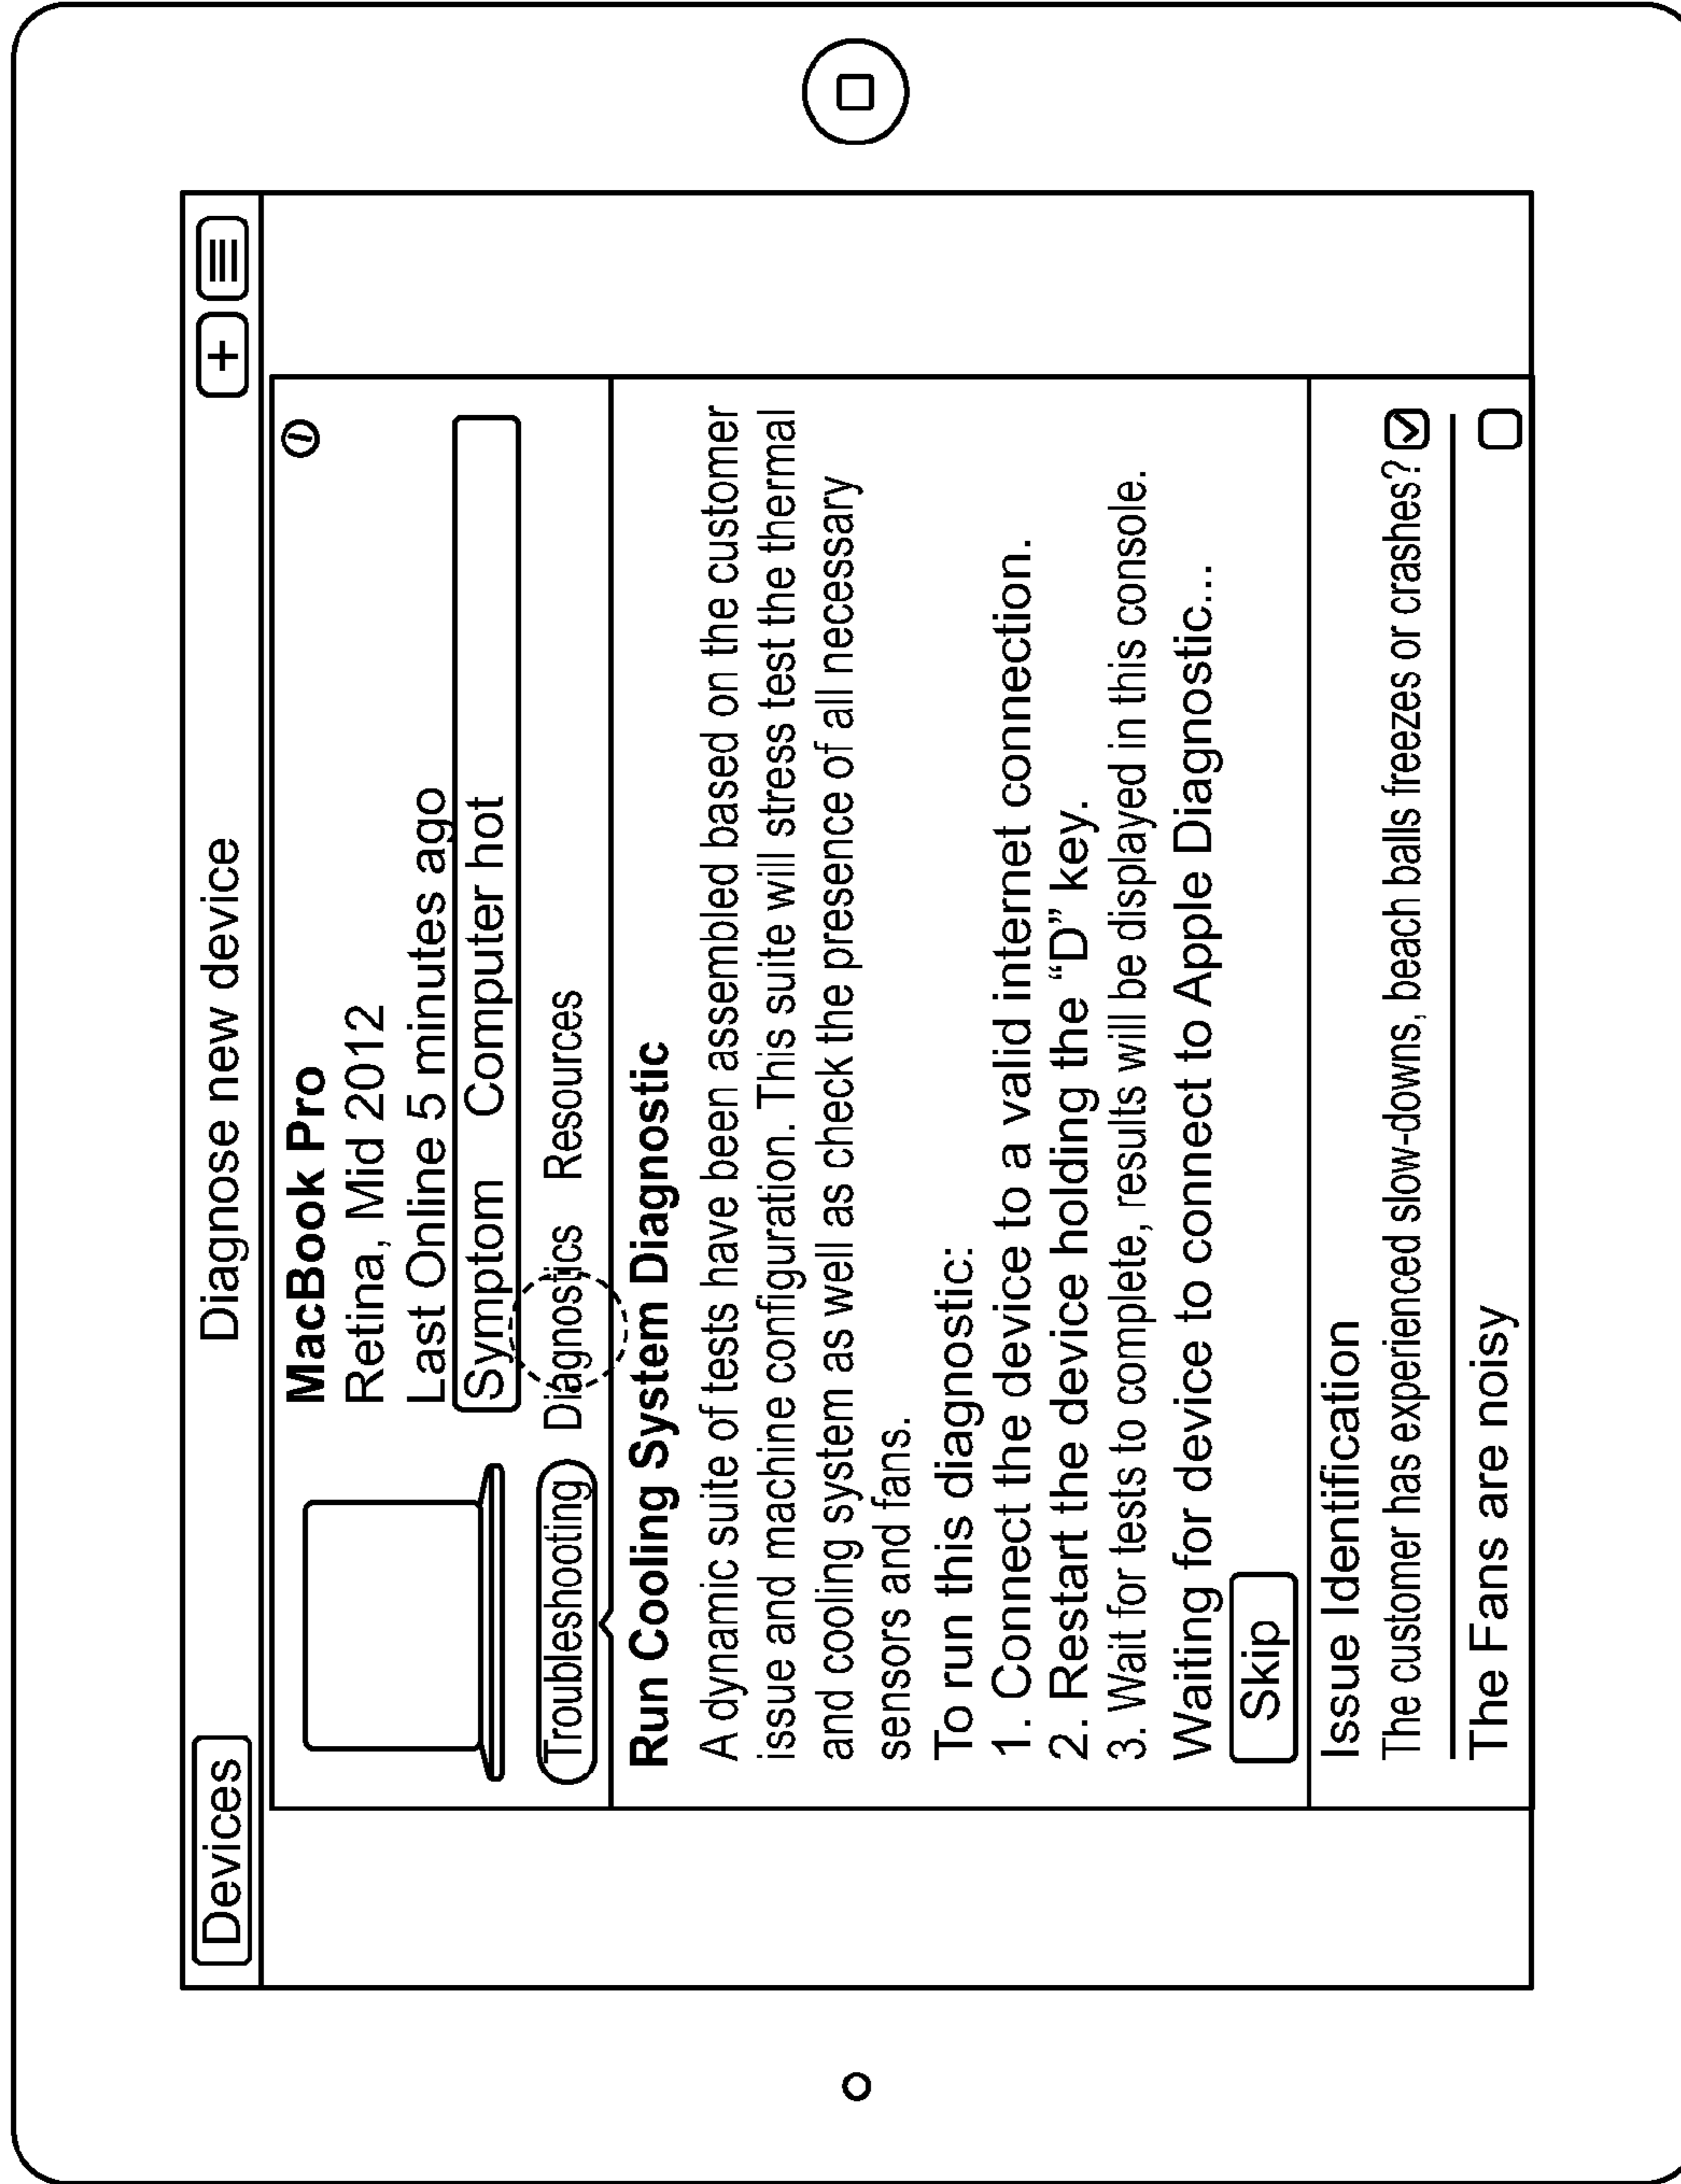 Devices
Diagnose new device
+
MacBook Pro
Retina, Mid 2012
Last Online 5 minutes ago
Symptom Computer hot
Troubleshooting Diagnostics Resources
Run Cooling System Diagnostic
A dynamic suite of tests have been assembled based on the customer
issue and machine configuration. This suite will stress test the thermal
and cooling system as well as check the presence of all necessary
sensors and fans.
To run this diagnostic:
1. Connect the device to a valid internet connection.
2. Restart the device holding the “D” key.
3. Wait for tests to complete, results will be displayed in this console.
Waiting for device to connect to Apple Diagnostic...
Skip
Issue Identification
The customer has experienced slow-downs, beach balls freezes or crashes?
The Fans are noisy